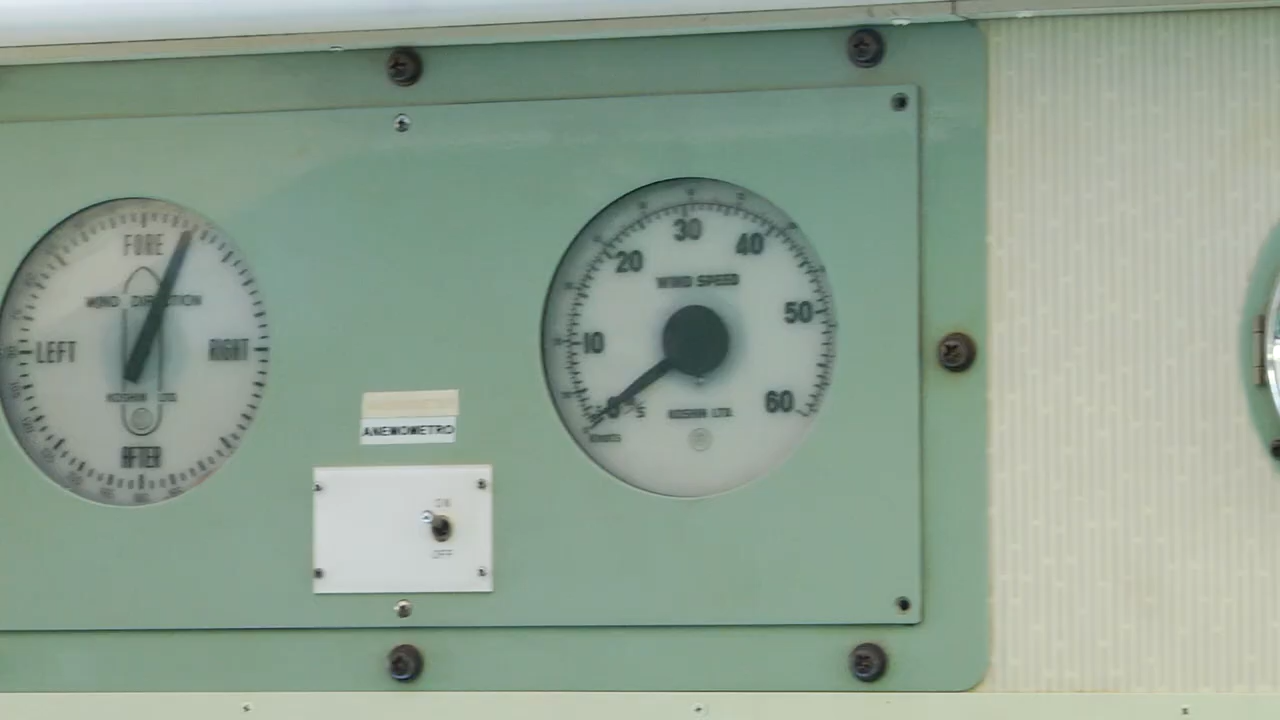 FORE
WIND DIRECTION
LEFT
RIGHT
KOSHIN LTD.
AFTER
ANEMOMETRO
ON
OFF
30
20
40
WIND SPEED
50
10
60
0
KOSHIN LTD.
KNOTS